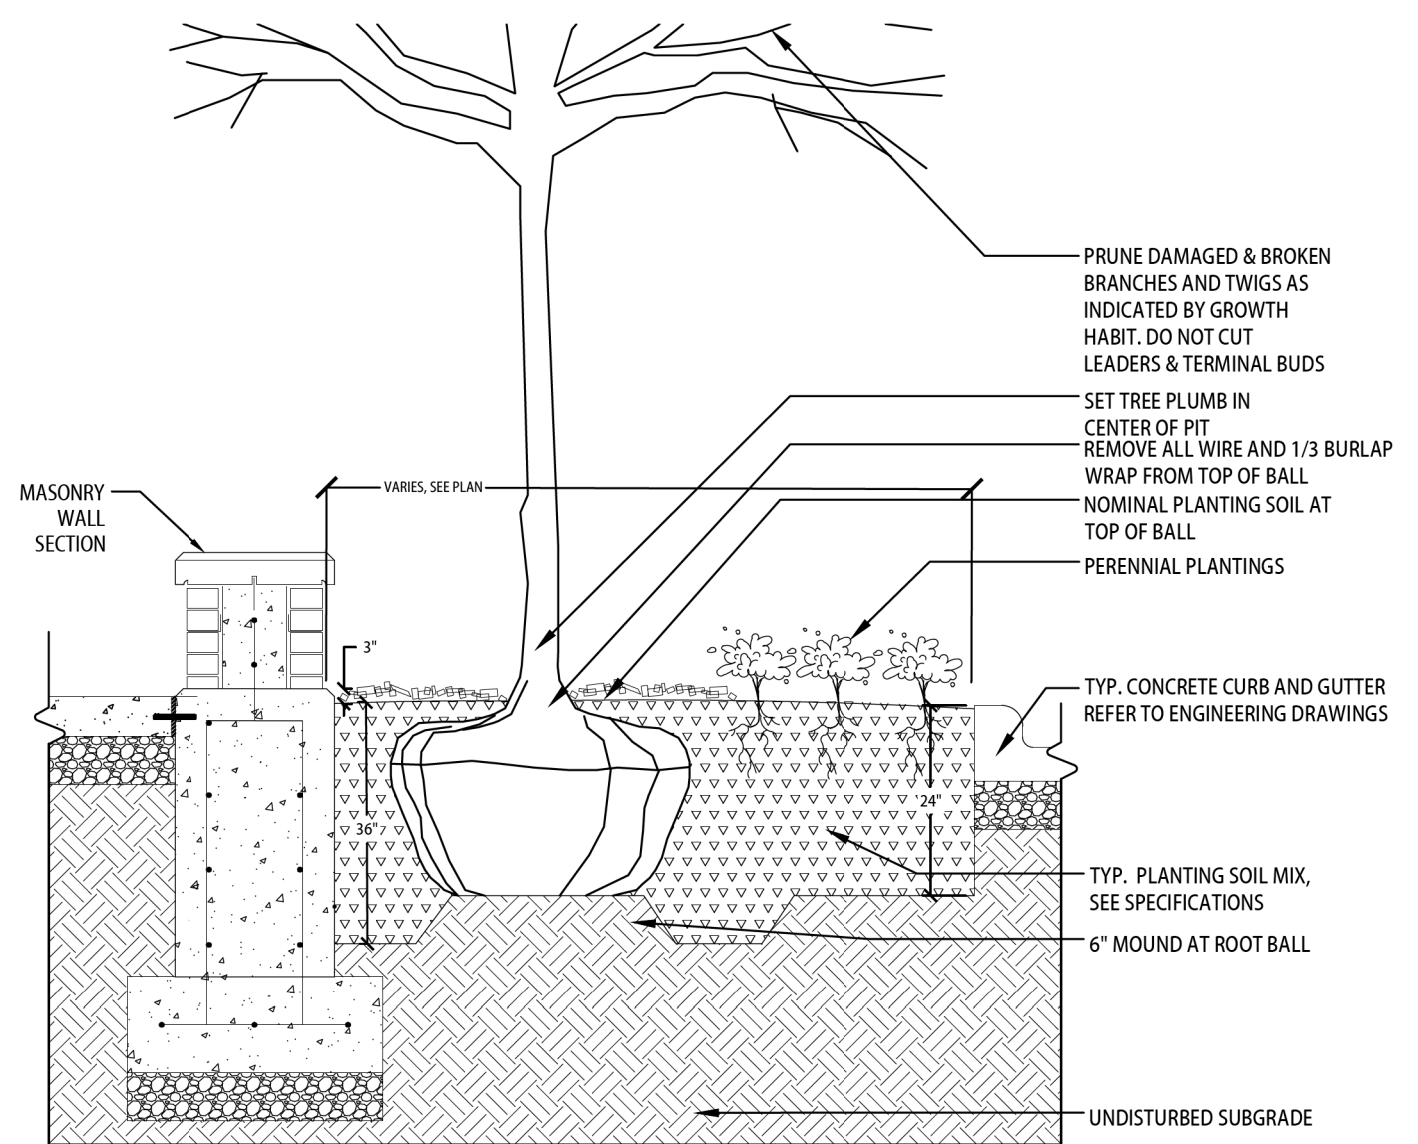 PRUNE DAMAGED & BROKEN
BRANCHES AND TWIGS AS
INDICATED BY GROWTH
HABIT. DO NOT CUT
LEADERS & TERMINAL BUDS
SET TREE PLUMB IN
CENTER OF PIT
REMOVE ALL WIRE AND 1/3 BURLAP
WRAP FROM TOP OF BALL
NOMINAL PLANTING SOIL AT
TOP OF BALL
PERENNIAL PLANTINGS
MASONRY
WALL
SECTION
VARIES, SEE PLAN
3"
36"
24"
TYP. CONCRETE CURB AND GUTTER
REFER TO ENGINEERING DRAWINGS
TYP. PLANTING SOIL MIX,
SEE SPECIFICATIONS
6" MOUND AT ROOT BALL
UNDISTURBED SUBGRADE